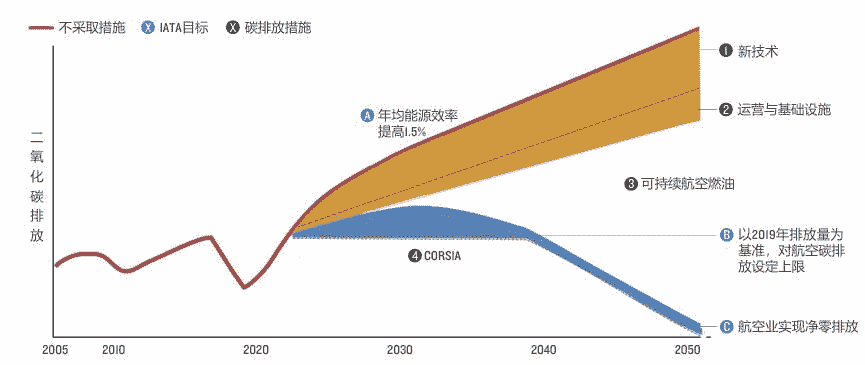 不采取措施
X IATA目标
X 碳排放措施
二氧化碳排放
A 年均能源效率
提高1.5%
1 新技术
2 运营与基础设施
3 可持续航空燃油
4 CORSIA
B 以2019年排放量为
基准，对航空碳排
放设定上限
C 航空业实现净零排放
2005 2010 2020 2030 2040 2050